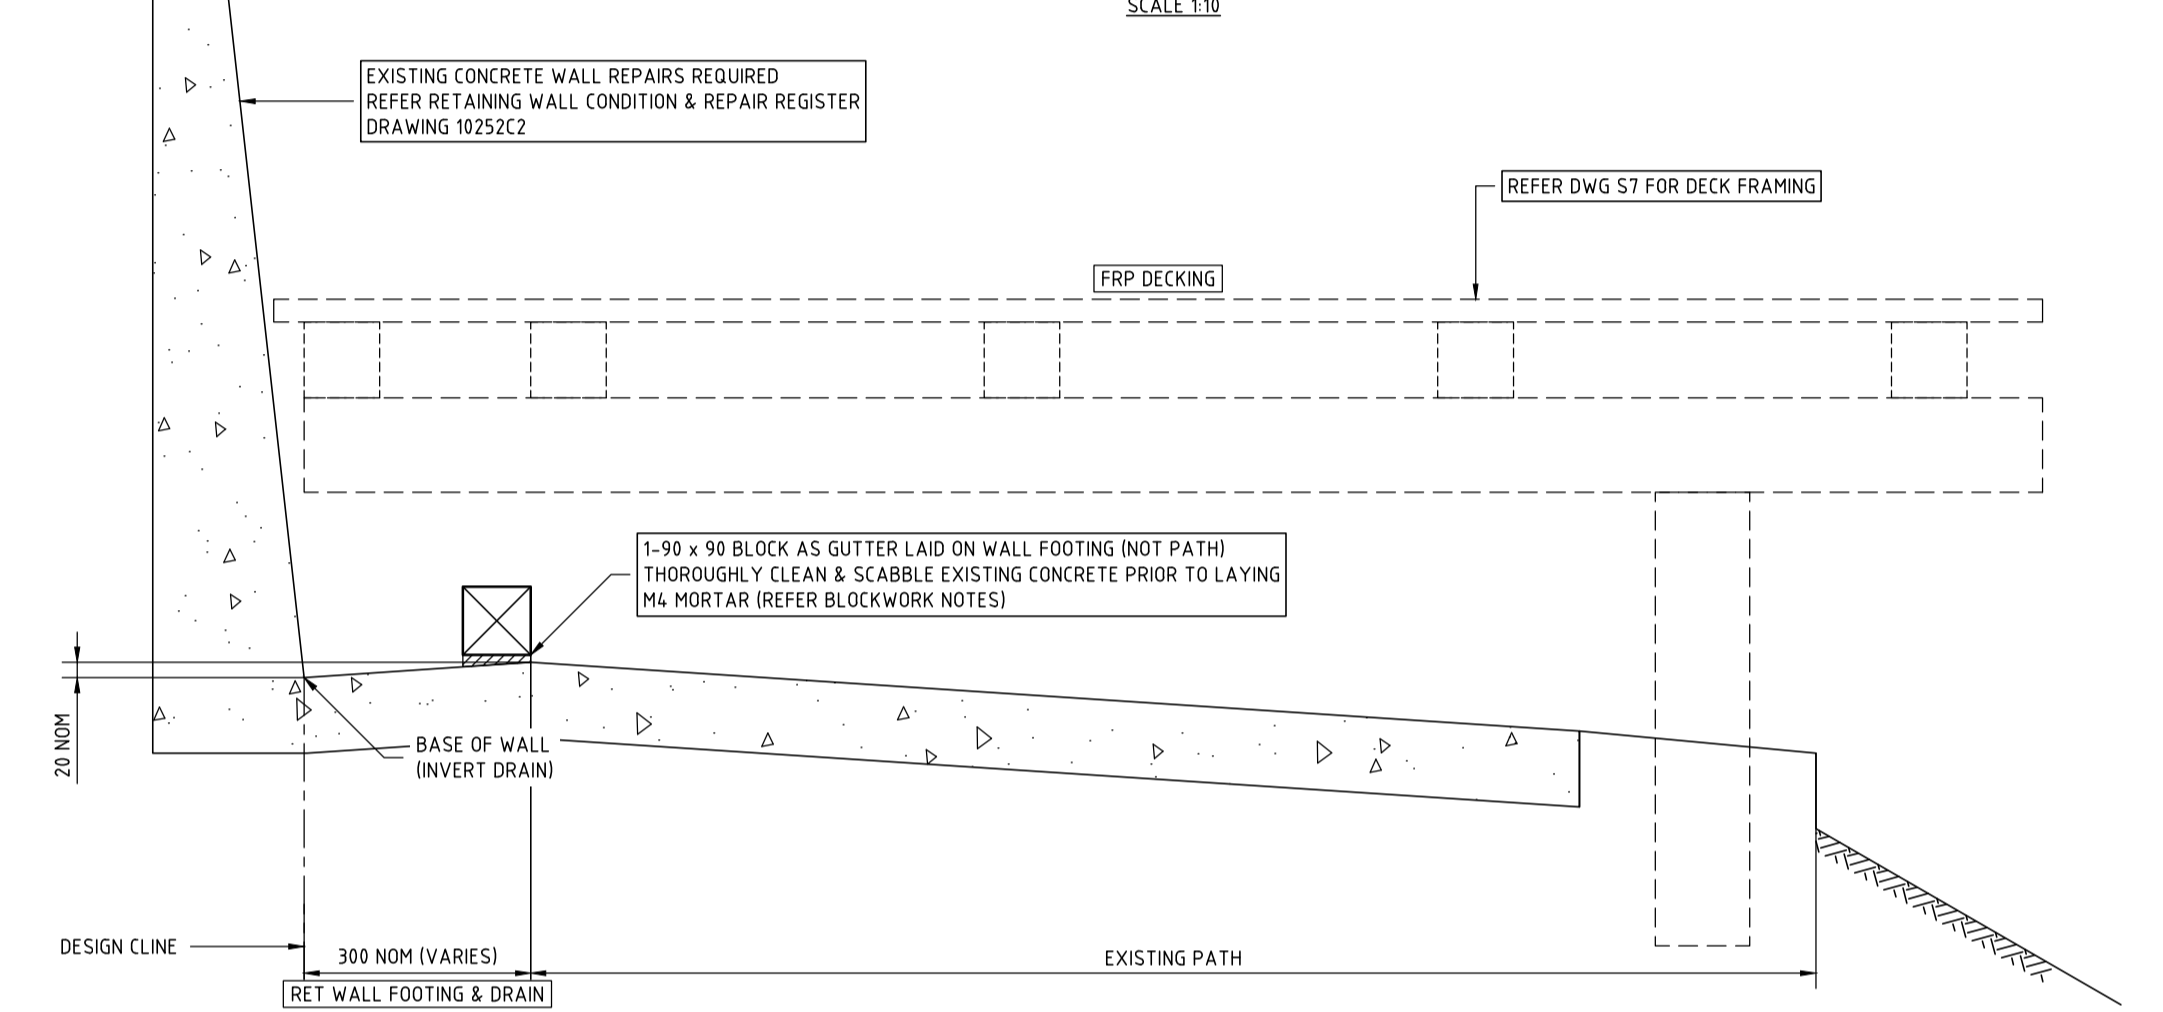 SCALE 1:10
EXISTING CONCRETE WALL REPAIRS REQUIRED
REFER RETAINING WALL CONDITION & REPAIR REGISTER
DRAWING 10252C2
REFER DWG S7 FOR DECK FRAMING
FRP DECKING
1-90 x 90 BLOCK AS GUTTER LAID ON WALL FOOTING (NOT PATH)
THOROUGHLY CLEAN & SCABBLE EXISTING CONCRETE PRIOR TO LAYING
M4 MORTAR (REFER BLOCKWORK NOTES)
20 NOM
BASE OF WALL
(INVERT DRAIN)
DESIGN CLINE
300 NOM (VARIES)
EXISTING PATH
RET WALL FOOTING & DRAIN